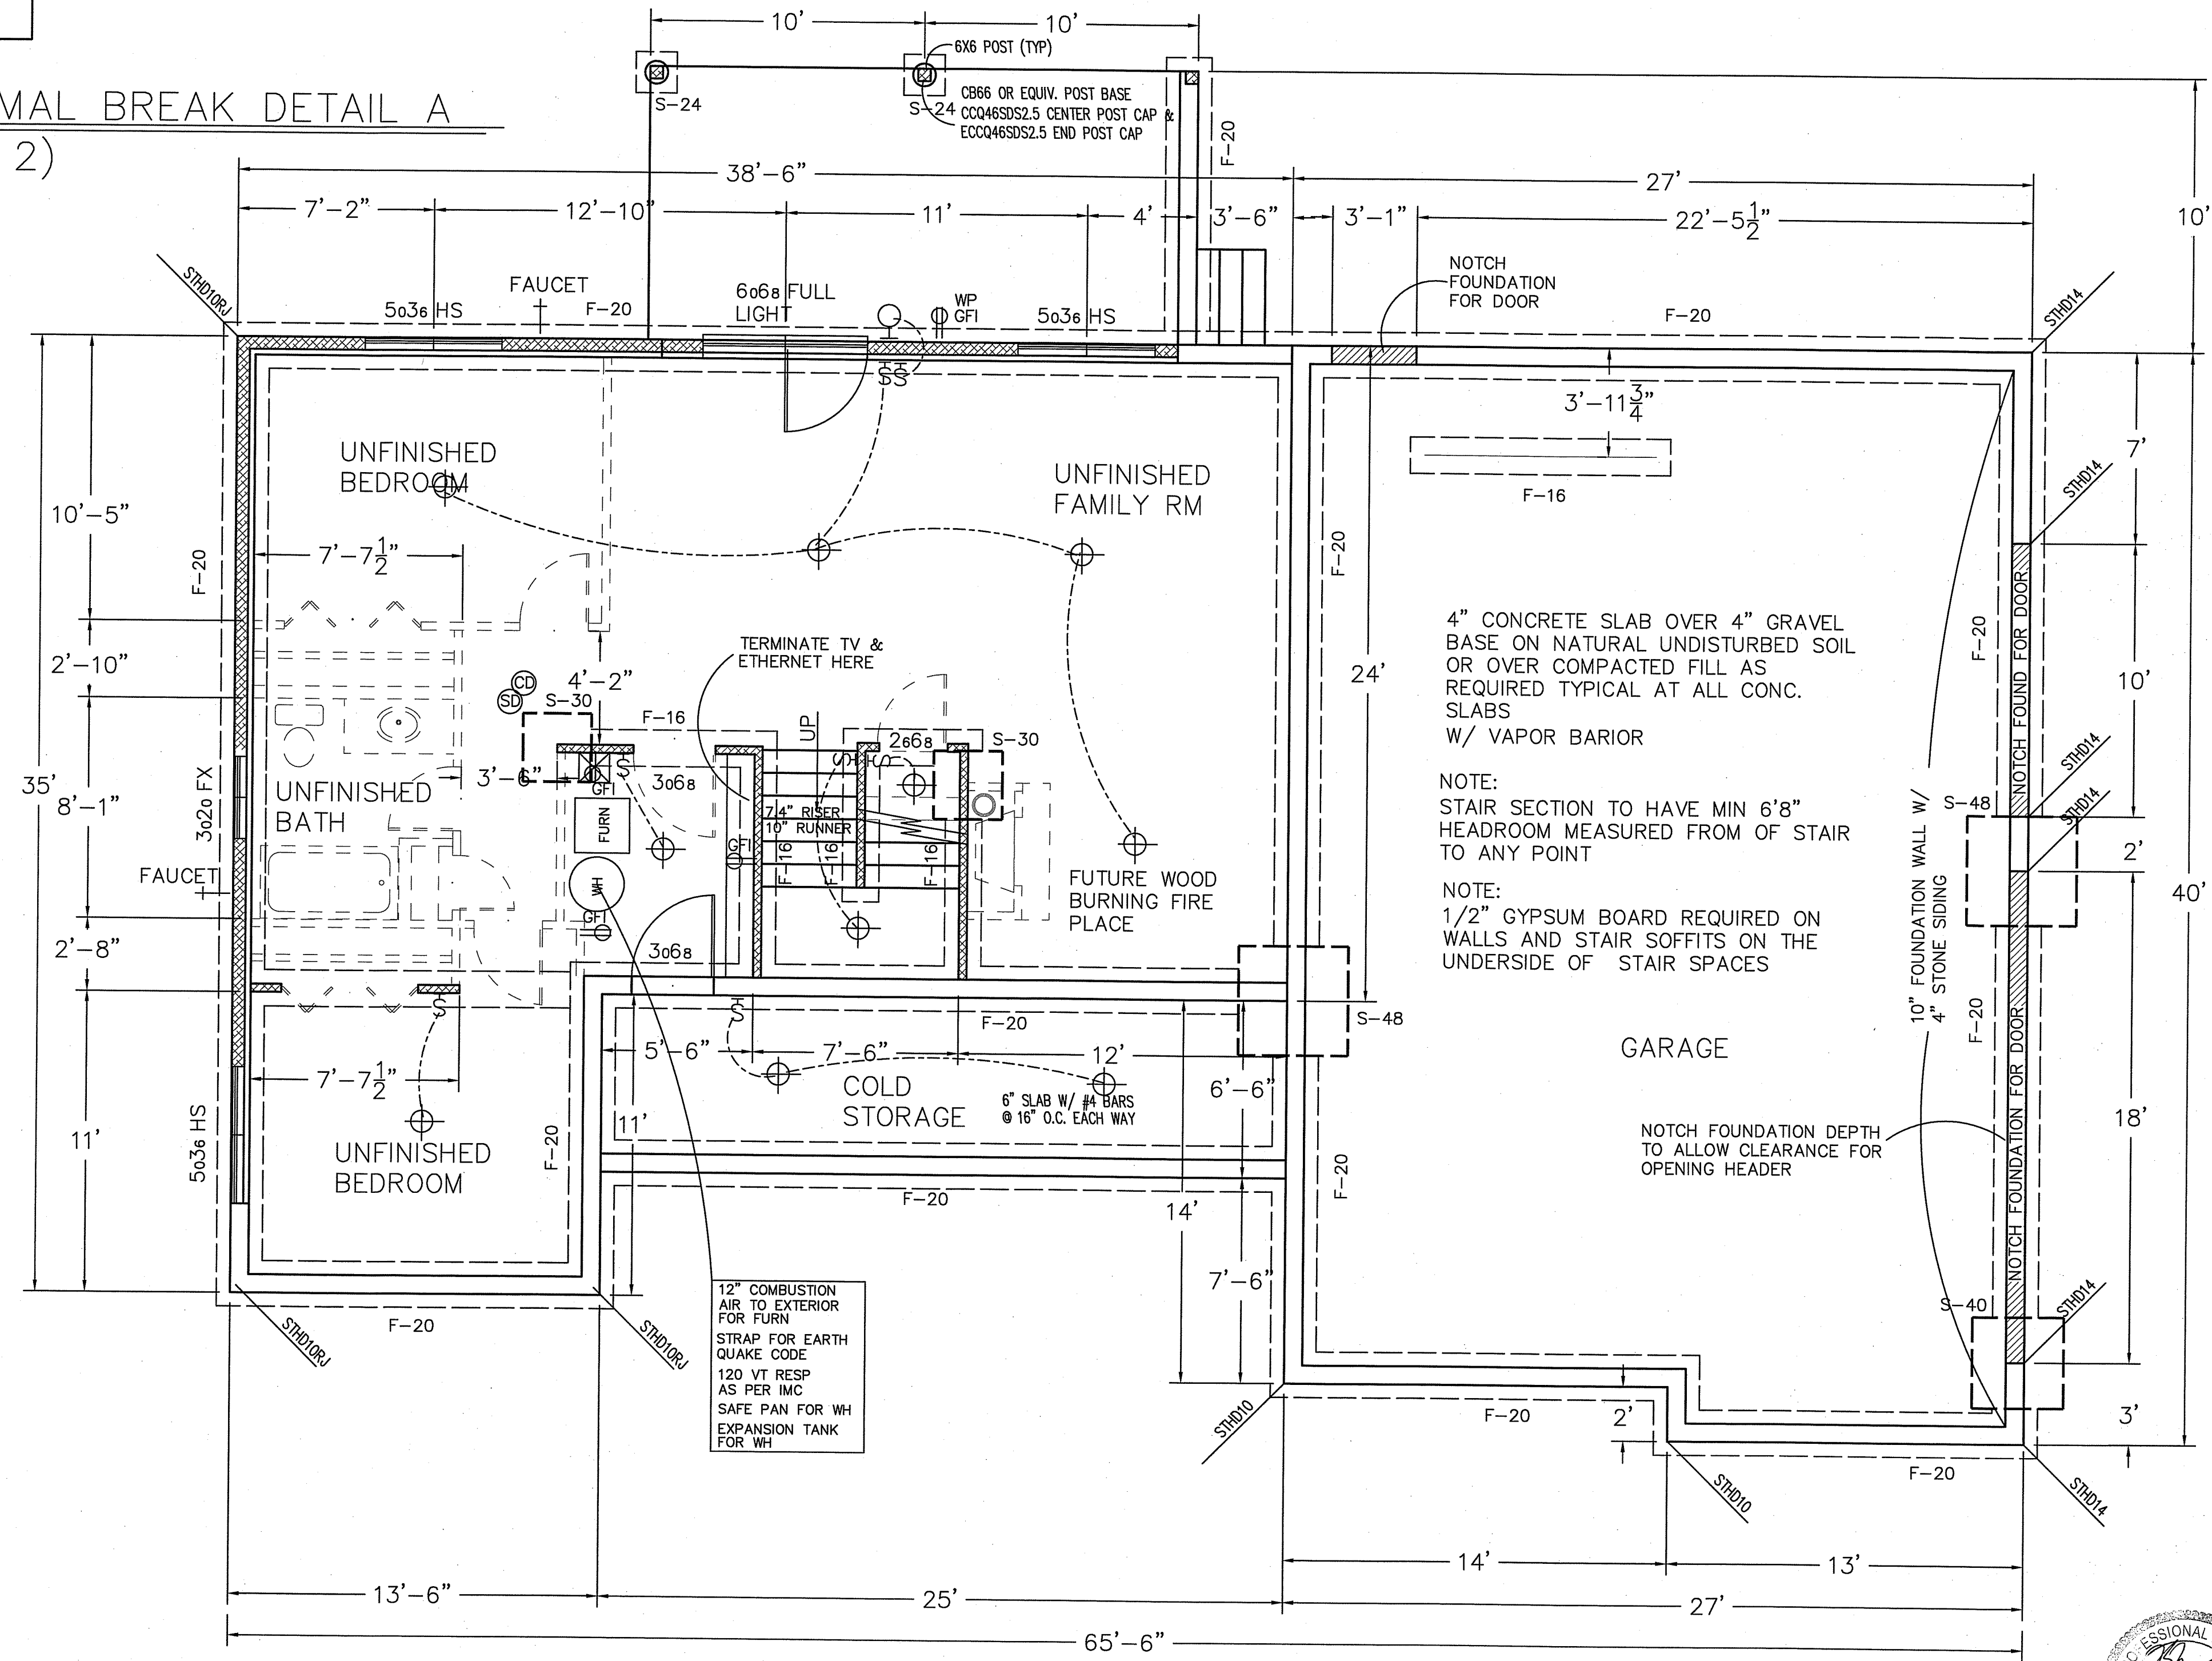 10' 10'
6X6 POST (TYP)
S-24
S-24
CB66 OR EQUIV. POST BASE
CCQ46SDS2.5 CENTER POST CAP &
ECCQ46SDS2.5 END POST CAP
MAL BREAK DETAIL A
2)
F-20
38'-6" 27'
7'-2" 12'-10" 11' 4' 3'-6" 3'-1" 22'-5 1/2"
10'
STHD10RJ
5036 HS
FAUCET
F-20
6068 FULL
LIGHT
WP
GFI
5036 HS
NOTCH
FOUNDATION
FOR DOOR
F-20
STHD14
S S
3'-11 3/4"
F-16
7'
STHD14
UNFINISHED
BEDROOM
UNFINISHED
FAMILY RM
10'-5"
F-20
7'-7 1/2"
F-20
24'
2'-10"
TERMINATE TV &
ETHERNET HERE
CD
SD
4'-2"
S-30
F-16
UP
2668
S-30
S S S
35'
8'-1"
3020 FX
3'-6"
GFI
3068
UNFINISHED
BATH
FURN
7 1/4" RISER
10" RUNNER
GFI
F-16
F-16
F-16
FAUCET
WH
GFI
3068
FUTURE WOOD
BURNING FIRE
PLACE
2'-8"
4" CONCRETE SLAB OVER 4" GRAVEL
BASE ON NATURAL UNDISTURBED SOIL
OR OVER COMPACTED FILL AS
REQUIRED TYPICAL AT ALL CONC.
SLABS
W/ VAPOR BARIOR
NOTE:
STAIR SECTION TO HAVE MIN 6'8"
HEADROOM MEASURED FROM OF STAIR
TO ANY POINT
NOTE:
1/2" GYPSUM BOARD REQUIRED ON
WALLS AND STAIR SOFFITS ON THE
UNDERSIDE OF STAIR SPACES
10" FOUNDATION WALL W/
4" STONE SIDING
F-20
NOTCH FOUND FOR DOOR
10'
STHD14
S-48
STHD14
2'
40'
F-20
NOTCH FOUNDATION FOR DOOR
18'
S
S
F-20
S-48
5'-6" 7'-6" 12'
GARAGE
7'-7 1/2"
COLD
STORAGE
6" SLAB W/ #4 BARS
@ 16" O.C. EACH WAY
6'-6"
11'
5036 HS
11'
UNFINISHED
BEDROOM
F-20
F-20
F-20
14'
7'-6"
NOTCH FOUNDATION DEPTH
TO ALLOW CLEARANCE FOR
OPENING HEADER
12" COMBUSTION
AIR TO EXTERIOR
FOR FURN
STRAP FOR EARTH
QUAKE CODE
120 VT RESP
AS PER IMC
SAFE PAN FOR WH
EXPANSION TANK
FOR WH
S-40
STHD14
STHD10RJ
F-20
STHD10RJ
STHD10
F-20
2'
3'
F-20
STHD10
STHD14
14' 13'
13'-6" 25' 27'
65'-6"
ESSIONAL